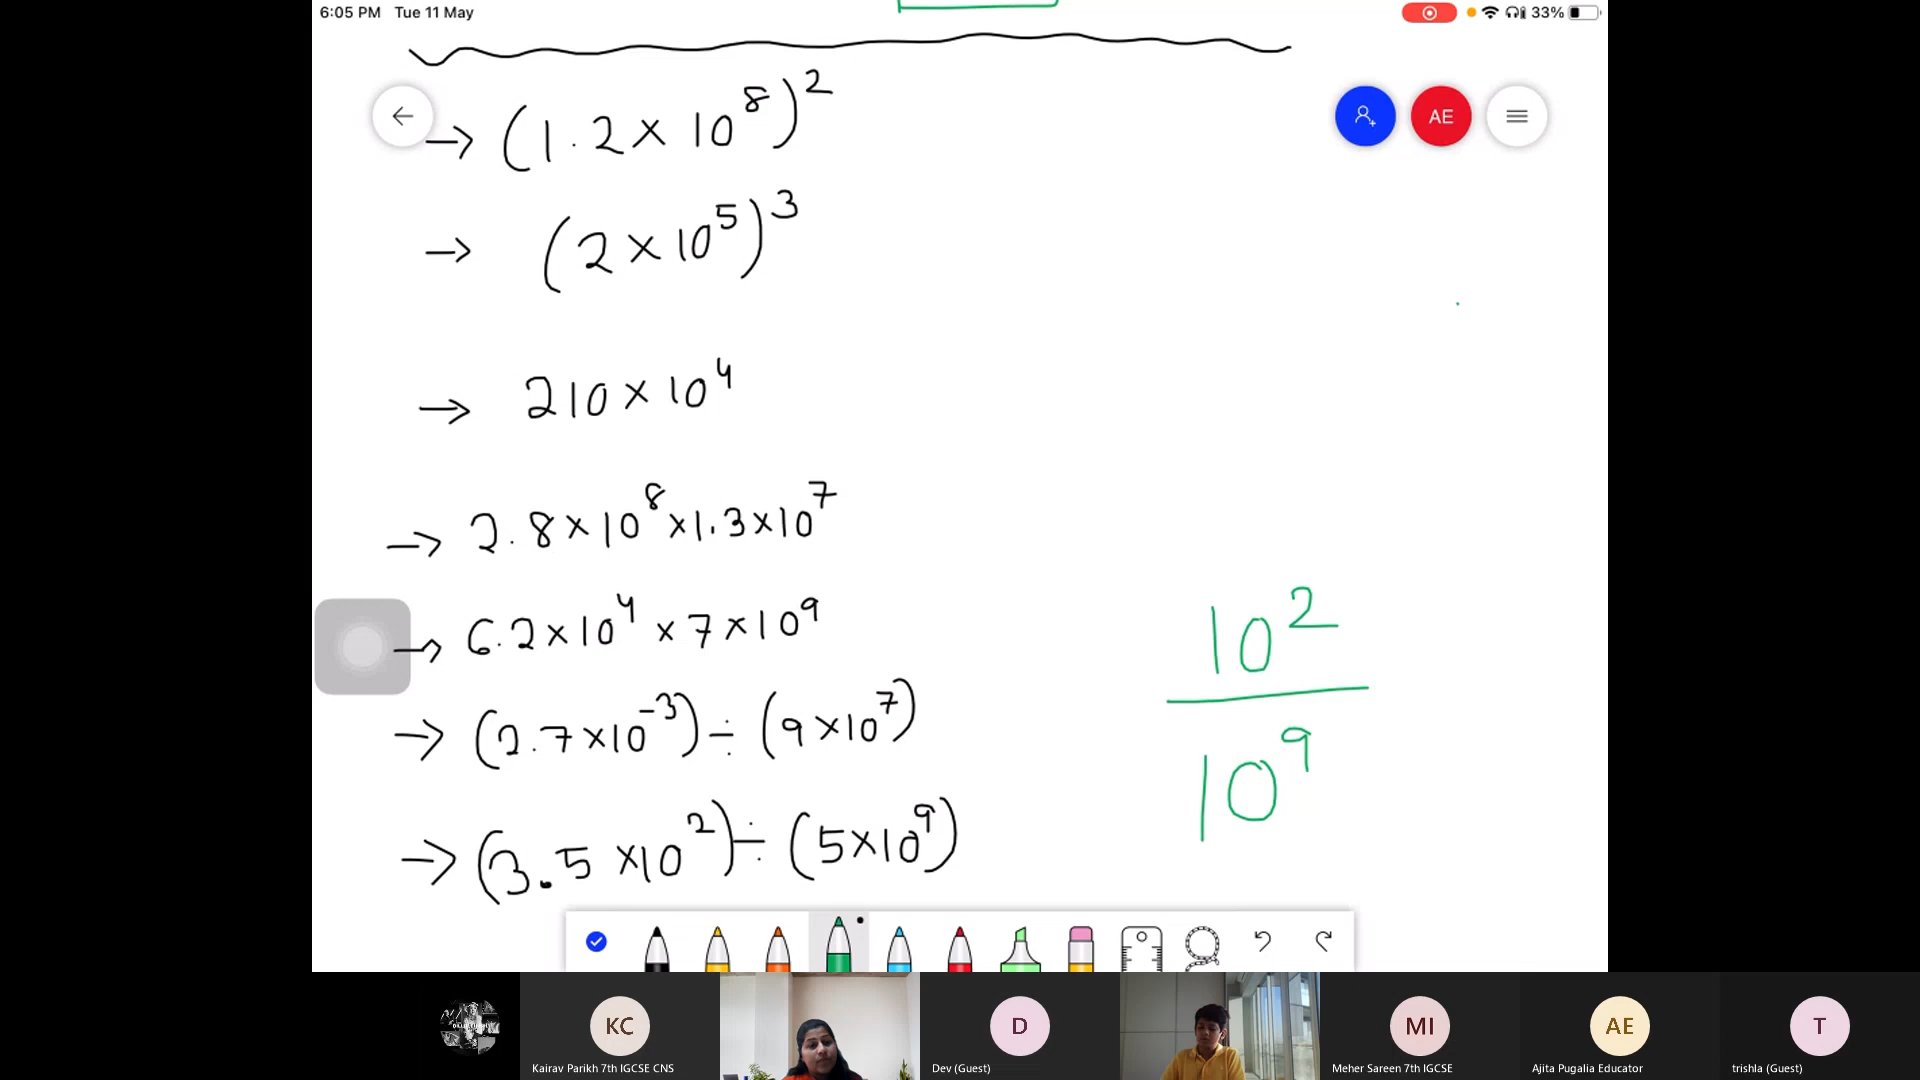 6:05 PM Tue 11 May 33%
→ (1.2 × 10⁸)²
AE
→ (2 × 10⁵)³
→ 210 × 10⁴
→ 2.8 × 10⁸ × 1.3 × 10⁷
→ 6.2 × 10⁴ × 7 × 10⁹
→ (2.7 × 10⁻³) ÷ (9 × 10⁷)
→ (3.5 × 10²) ÷ (5 × 10⁹)
10²
10⁹
KC D MI AE T
Kairav Parikh 7th IGCSE CNS Dev (Guest) Meher Sareen 7th IGCSE Ajita Pugalia Educator trishla (Guest)